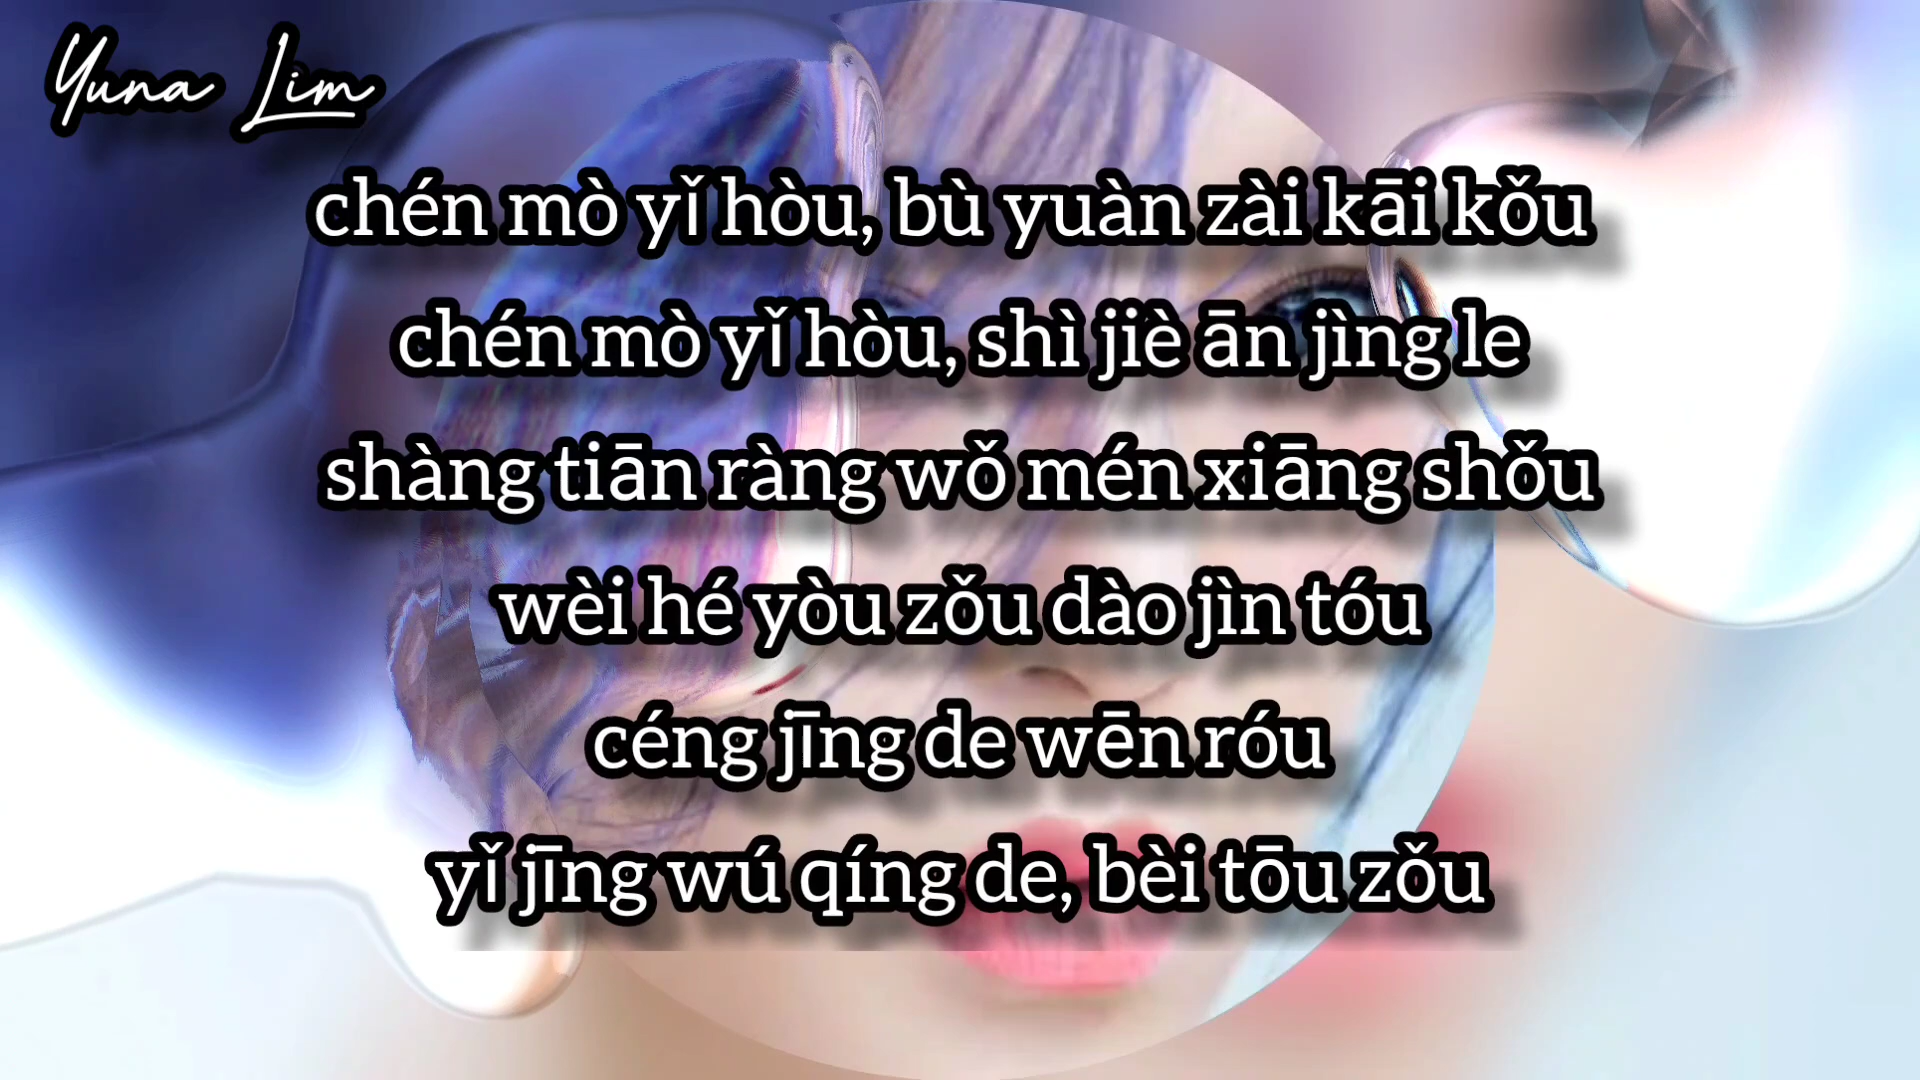 Yuna Lim
chén mò yǐ hòu, bù yuàn zài kāi kǒu
chén mò yǐ hòu, shì jiè ān jìng le
shàng tiān ràng wǒ mén xiāng shǒu
wèi hé yòu zǒu dào jìn tóu
céng jīng de wēn róu
yǐ jīng wú qíng de, bèi tōu zǒu